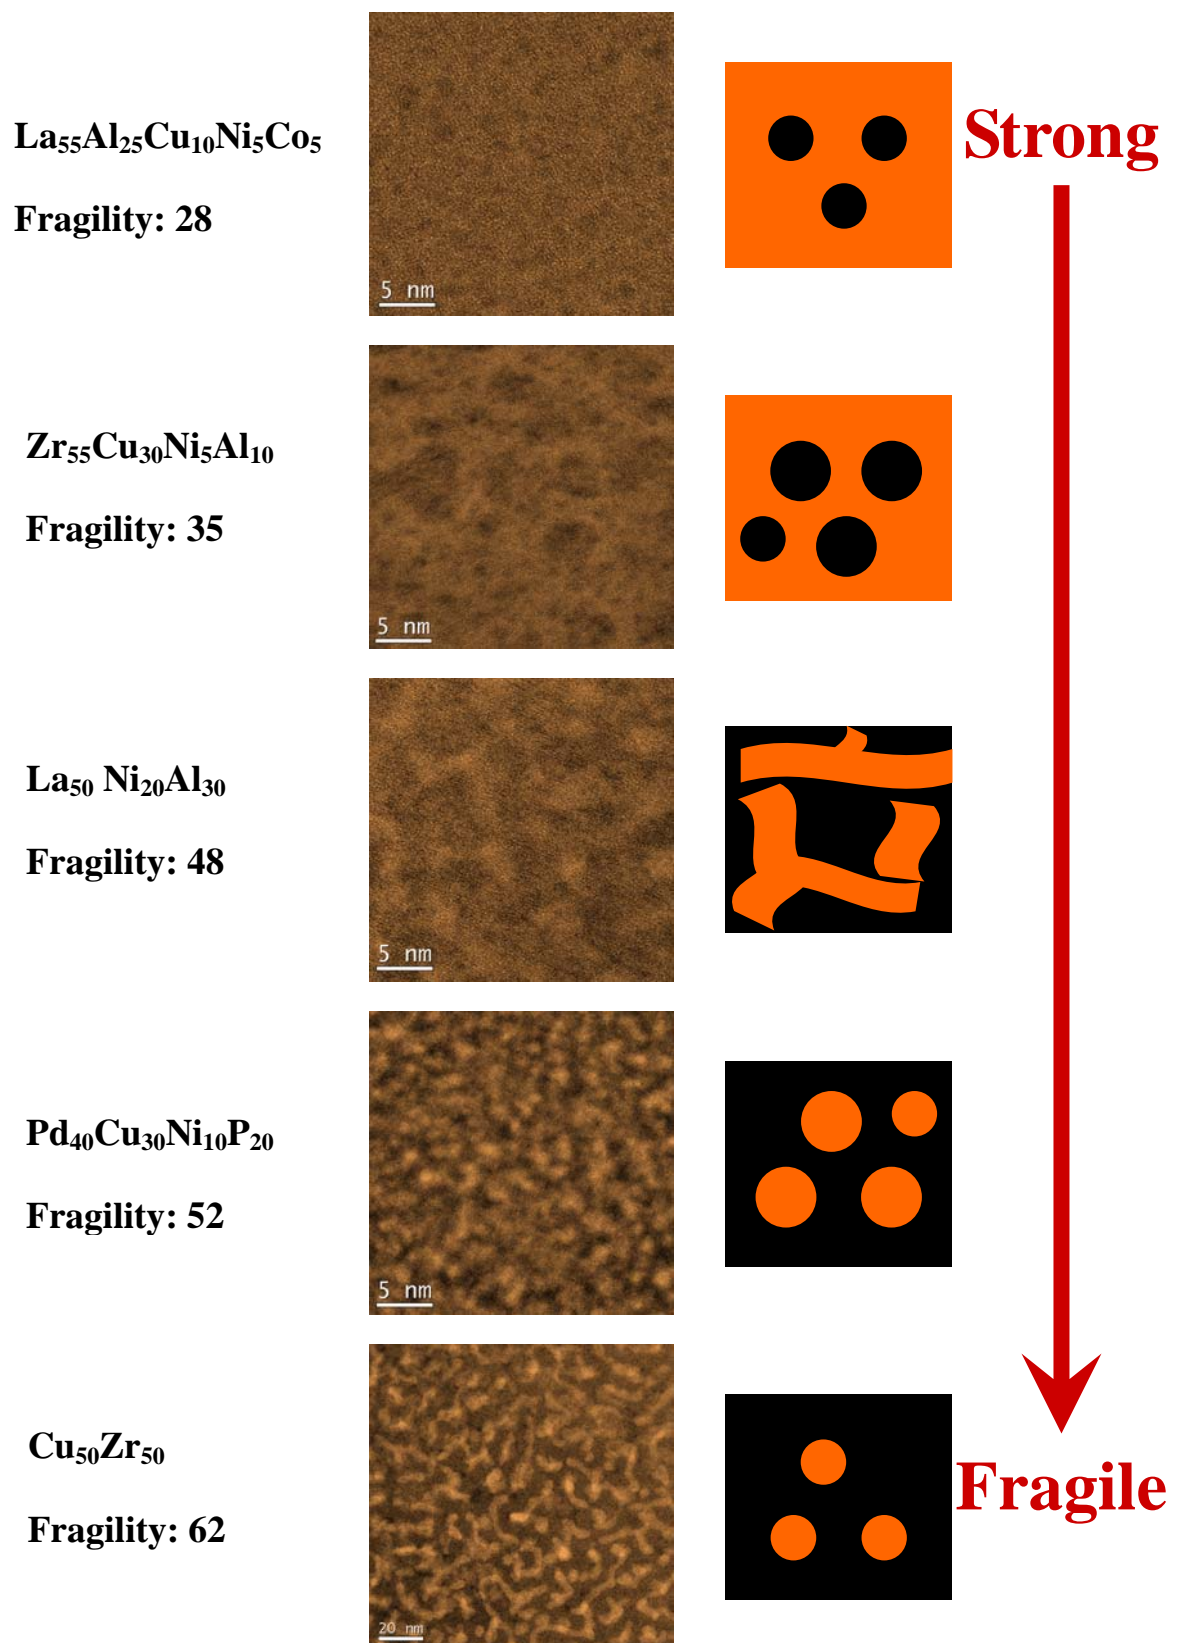 La₅₅Al₂₅Cu₁₀Ni₅Co₅
Fragility: 28
5 nm
Strong
Zr₅₅Cu₃₀Ni₅Al₁₀
Fragility: 35
5 nm
La₅₀ Ni₂₀Al₃₀
Fragility: 48
5 nm
Pd₄₀Cu₃₀Ni₁₀P₂₀
Fragility: 52
5 nm
Cu₅₀Zr₅₀
Fragility: 62
20 nm
Fragile